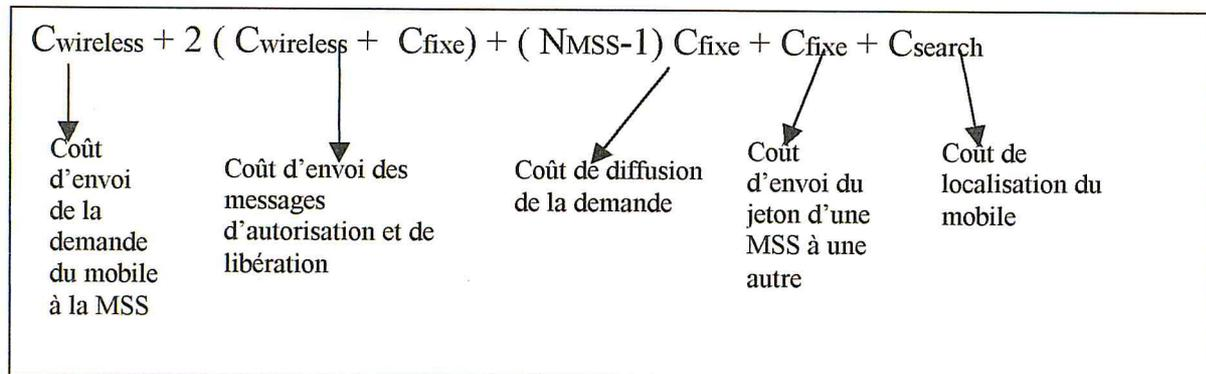 Cwireless + 2 ( Cwireless + Cfixe) + ( NMSS-1) Cfixe + Cfixe + Csearch
Coût
d'envoi
de la
demande
du mobile
à la MSS
Coût d'envoi des
messages
d'autorisation et de
libération
Coût de diffusion
de la demande
Coût
d'envoi du
jeton d'une
MSS à une
autre
Coût de
localisation du
mobile